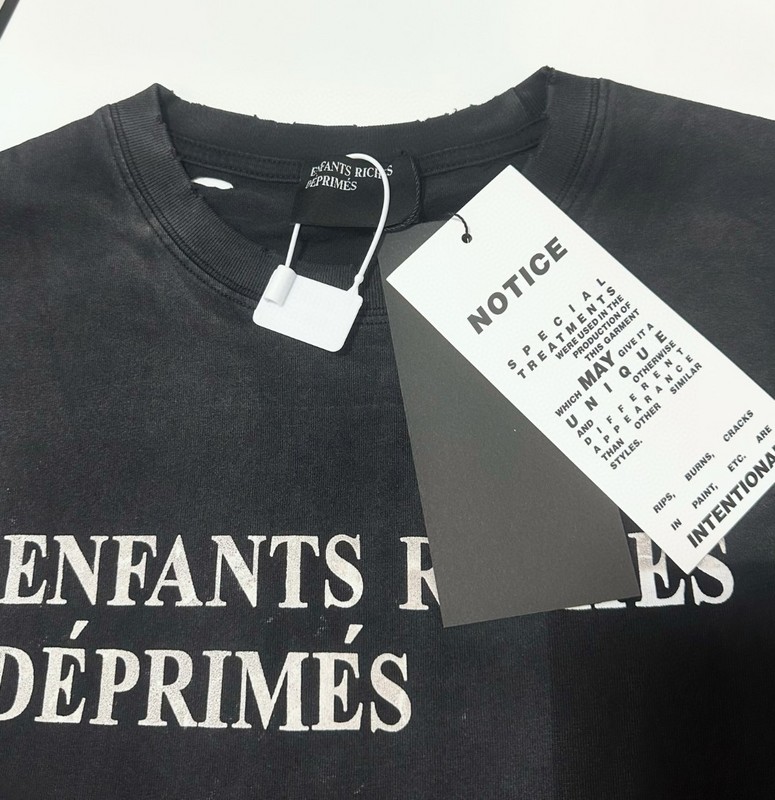 ENFANTS RICHES
DÉPRIMÉS
NOTICE
SPECIAL
TREATMENTS
WERE USED IN THE
PRODUCTION OF
THIS GARMENT
WHICH MAY GIVE IT A
UNIQUE
AND OTHERWISE
DIFFERENT
APPEARANCE
THAN OTHER SIMILAR
STYLES.
RIPS, BURNS, CRACKS
IN PAINT, ETC. ARE
INTENTIONAL
ENFANTS R HES
DÉPRIMÉS